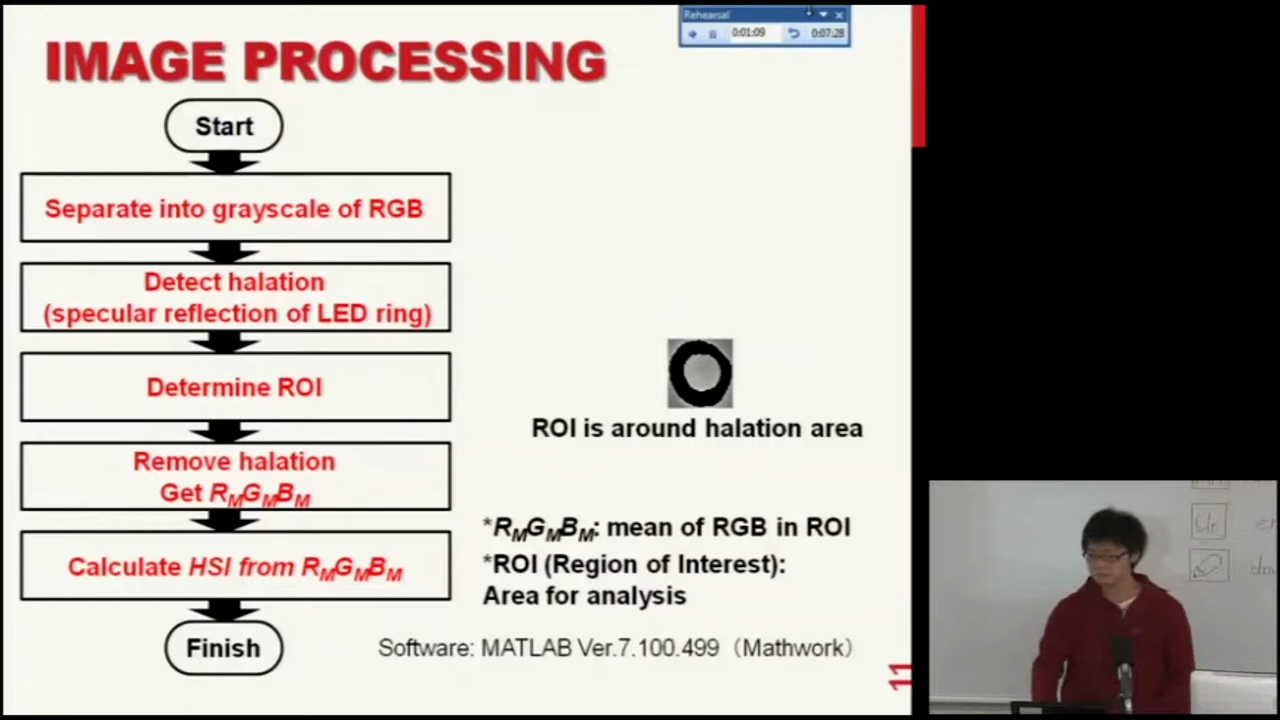 Rehearsal
0:01:09
0:07:28
IMAGE PROCESSING
Start
Separate into grayscale of RGB
Detect halation
(specular reflection of LED ring)
Determine ROI
ROI is around halation area
Remove halation
Get RMGMBM
*RMGMBM: mean of RGB in ROI
*ROI (Region of Interest):
Area for analysis
Calculate HSI from RMGMBM
Finish
Software: MATLAB Ver.7.100.499（Mathwork）
11